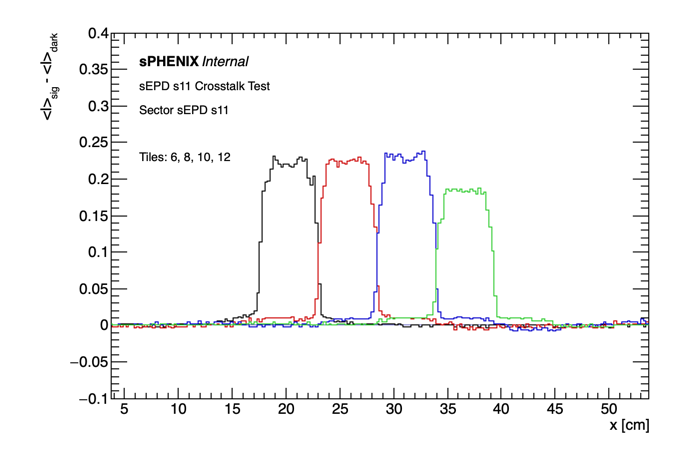 0.4
0.35
0.3
0.25
0.2
0.15
0.1
0.05
0
−0.05
−0.1
<I>sig - <I>dark
sPHENIX Internal
sEPD s11 Crosstalk Test
Sector sEPD s11
Tiles: 6, 8, 10, 12
5 10 15 20 25 30 35 40 45 50
x [cm]